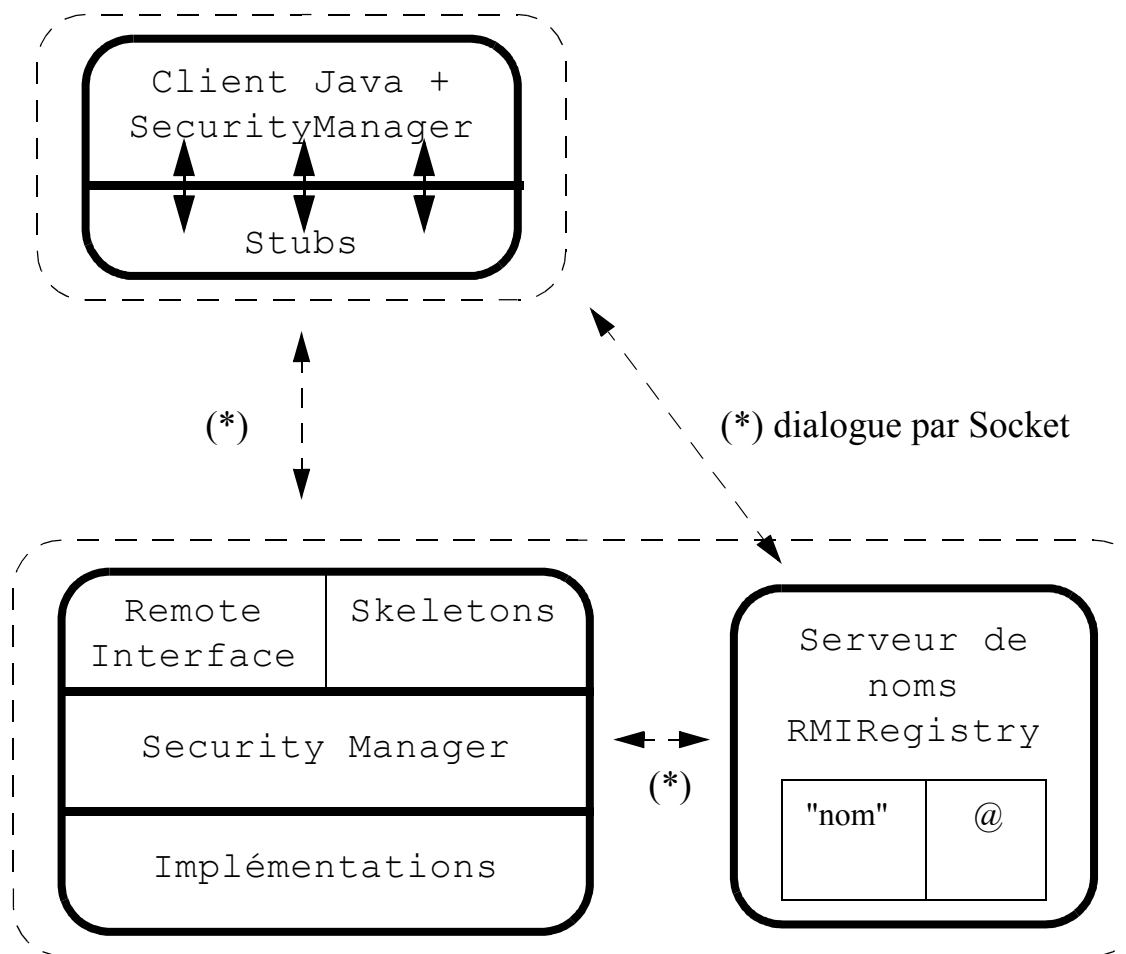 Client Java +
SecurityManager
Stubs
(*)
(*) dialogue par Socket
Remote
Interface
Skeletons
Security Manager
Implémentations
(*)
Serveur de
noms
RMIRegistry
"nom"
@